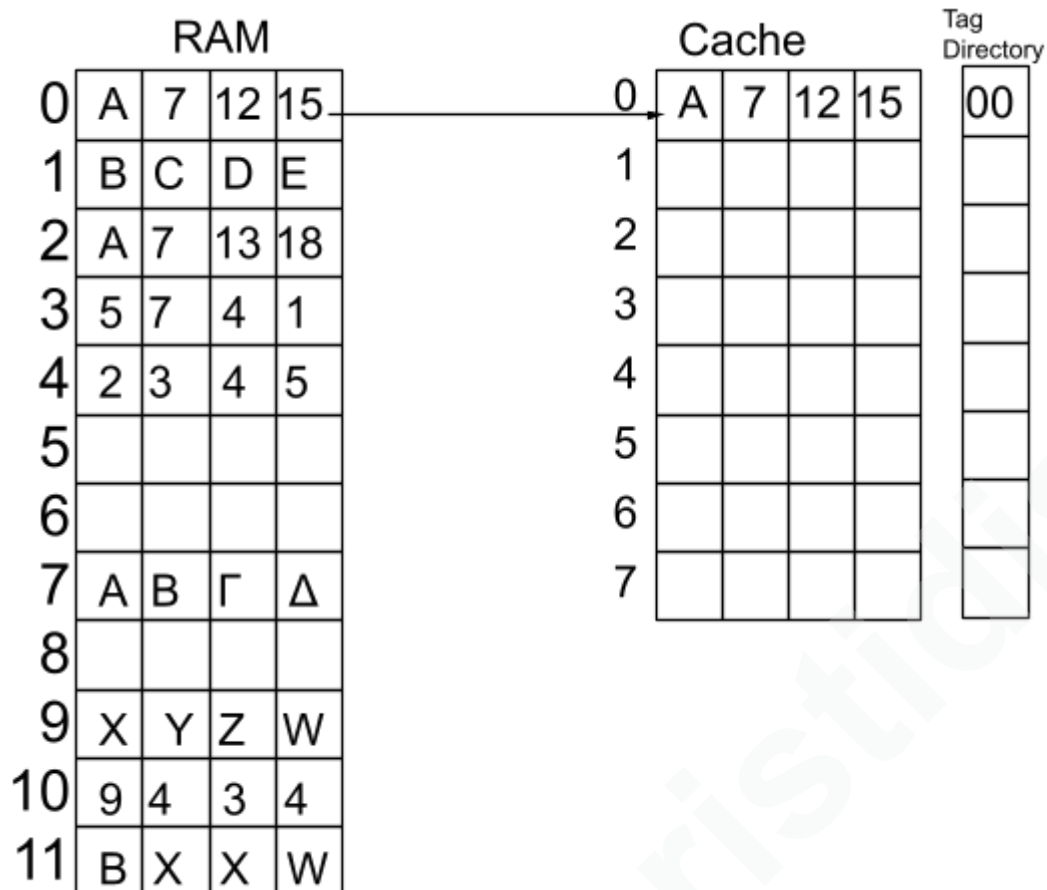 RAM
Cache
Tag
Directory
0 A 7 12 15
0 A 7 12 15 00
1 B C D E
1
2 A 7 13 18
2
3 5 7 4 1
3
4 2 3 4 5
4
5
5
6
6
7 Α Β Γ Δ
7
8
9 X Y Z W
10 9 4 3 4
11 B X X W